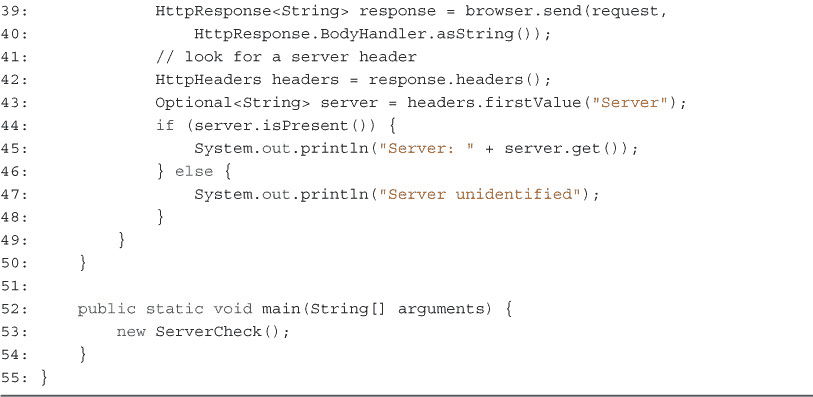 39:             HttpResponse<String> response = browser.send(request,
40:                 HttpResponse.BodyHandler.asString());
41:             // look for a server header
42:             HttpHeaders headers = response.headers();
43:             Optional<String> server = headers.firstValue("Server");
44:             if (server.isPresent()) {
45:                 System.out.println("Server: " + server.get());
46:             } else {
47:                 System.out.println("Server unidentified");
48:             }
49:         }
50:     }
51:
52:     public static void main(String[] arguments) {
53:         new ServerCheck();
54:     }
55: }